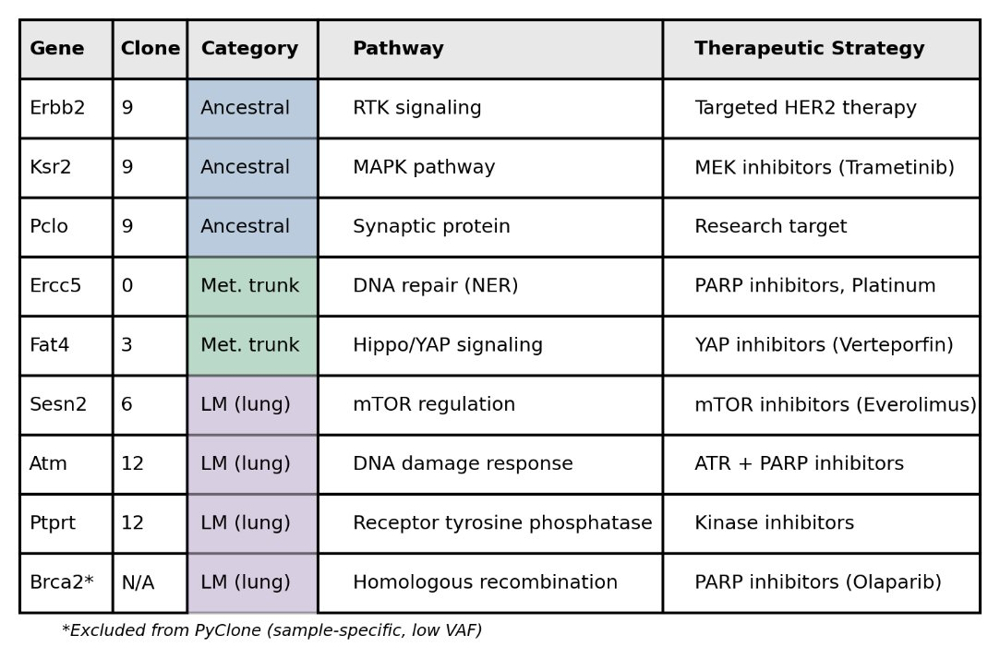 Gene Clone Category Pathway Therapeutic Strategy
Erbb2 9 Ancestral RTK signaling Targeted HER2 therapy
Ksr2 9 Ancestral MAPK pathway MEK inhibitors (Trametinib)
Pclo 9 Ancestral Synaptic protein Research target
Ercc5 0 Met. trunk DNA repair (NER) PARP inhibitors, Platinum
Fat4 3 Met. trunk Hippo/YAP signaling YAP inhibitors (Verteporfin)
Sesn2 6 LM (lung) mTOR regulation mTOR inhibitors (Everolimus)
Atm 12 LM (lung) DNA damage response ATR + PARP inhibitors
Ptprt 12 LM (lung) Receptor tyrosine phosphatase Kinase inhibitors
Brca2* N/A LM (lung) Homologous recombination PARP inhibitors (Olaparib)
*Excluded from PyClone (sample-specific, low VAF)